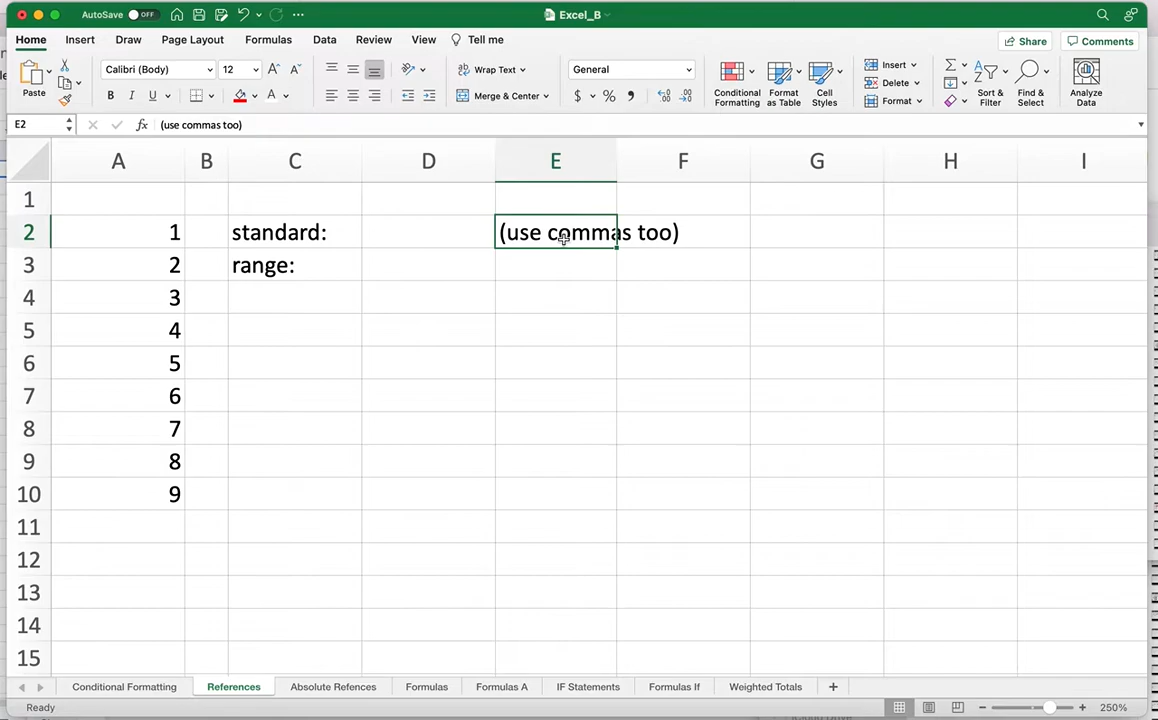 AutoSave OFF
Excel_B
Home Insert Draw Page Layout Formulas Data Review View Tell me Share Comments
Paste
Calibri (Body) 12
B I U A
Wrap Text
Merge & Center
General
$ % ,
Conditional Formatting
Format as Table
Cell Styles
Insert
Delete
Format
Sort & Filter
Find & Select
Analyze Data
E2 fx (use commas too)
A B C D E F G H I
1
2 1 standard: (use commas too)
3 2 range:
4 3
5 4
6 5
7 6
8 7
9 8
10 9
11
12
13
14
15
Conditional Formatting References Absolute Refences Formulas Formulas A IF Statements Formulas If Weighted Totals +
Ready 250%